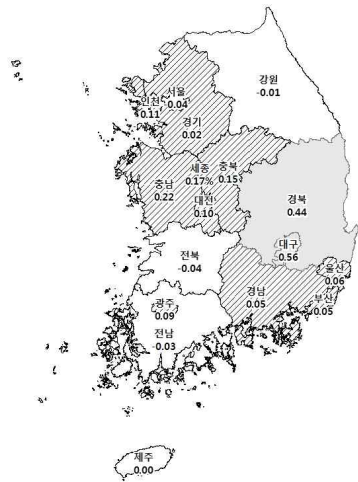 강원
-0.01
서울
0.04
인천
0.11
경기
0.02
세종
0.17%
충북
0.15
충남
0.22
대전
0.10
경북
0.44
대구
0.56
전북
-0.04
울산
0.06
경남
0.05
부산
0.05
광주
0.09
전남
-0.03
제주
0.00